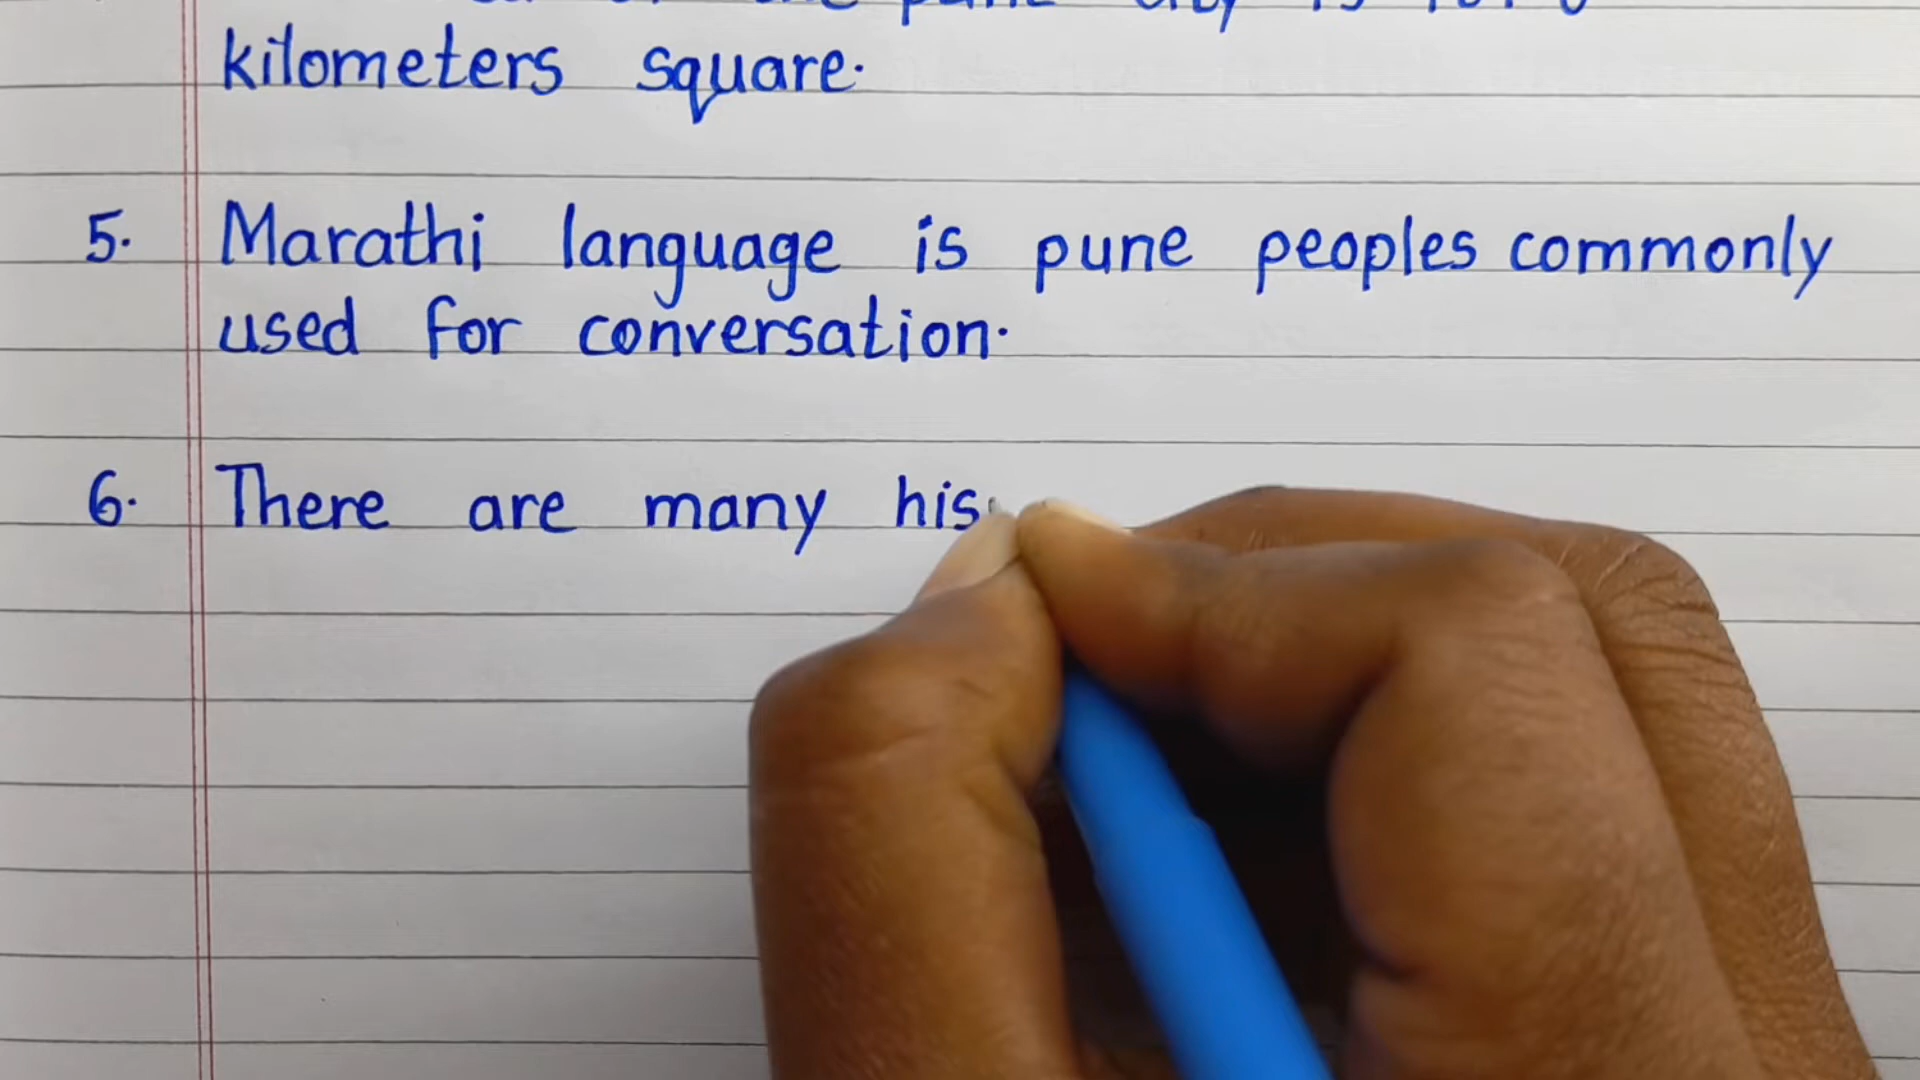 kilometers square.
5. Marathi language is pune peoples commonly
used for conversation.
6. There are many his